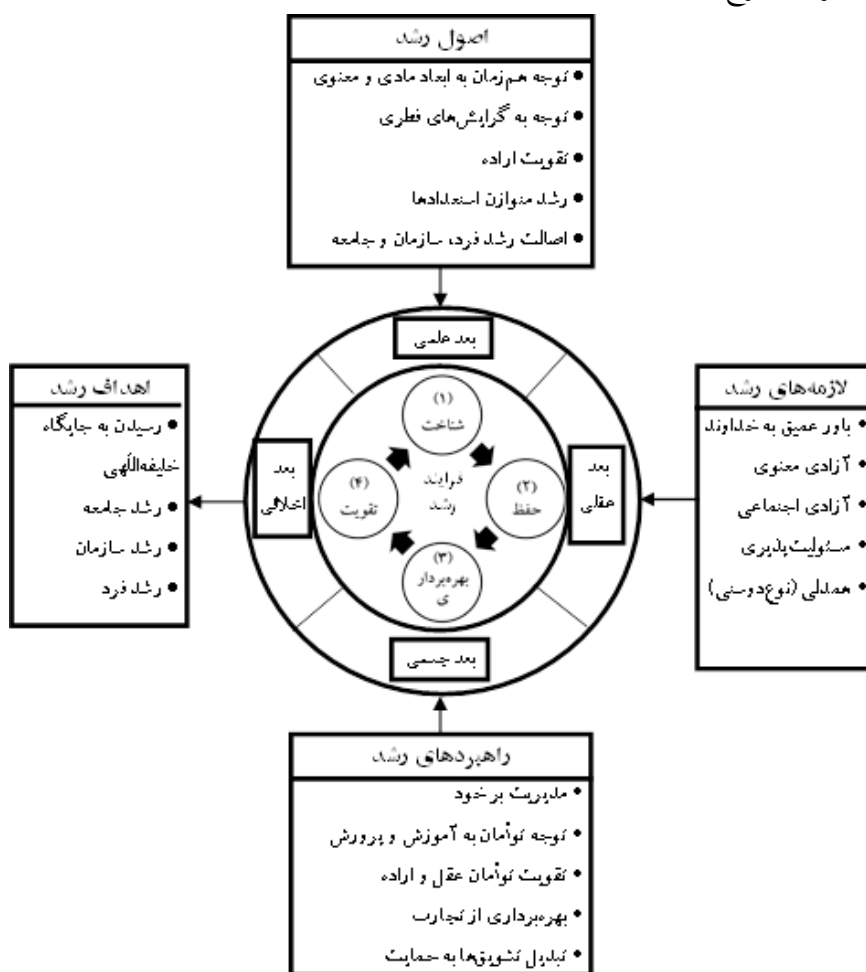 اصول رشد
• توجه هم‌زمان به ابعاد مادی و معنوی
• توجه به گرایش‌های فطری
• تقویت اراده
• رشد متوازن استعدادها
• اصالت رشد فرد، سازمان و جامعه
لازمه‌های رشد
• باور عمیق به خداوند
• آزادی معنوی
• آزادی اجتماعی
• مسئولیت‌پذیری
• همدلی (نوع‌دوستی)
بعد علمی
بعد
عقلی
بعد جسمی
بعد
اخلاقی
فرایند
رشد
(۱)
شناخت
(۲)
حفظ
(۳)
بهره‌بردار
ی
(۴)
تقویت
اهداف رشد
• رسیدن به جایگاه
خلیفه‌اللهی
• رشد جامعه
• رشد سازمان
• رشد فرد
راهبردهای رشد
• مدیریت بر خود
• توجه توأمان به آموزش و پرورش
• تقویت توأمان عقل و اراده
• بهره‌برداری از تجارب
• تبدیل تشویق‌ها به حمایت